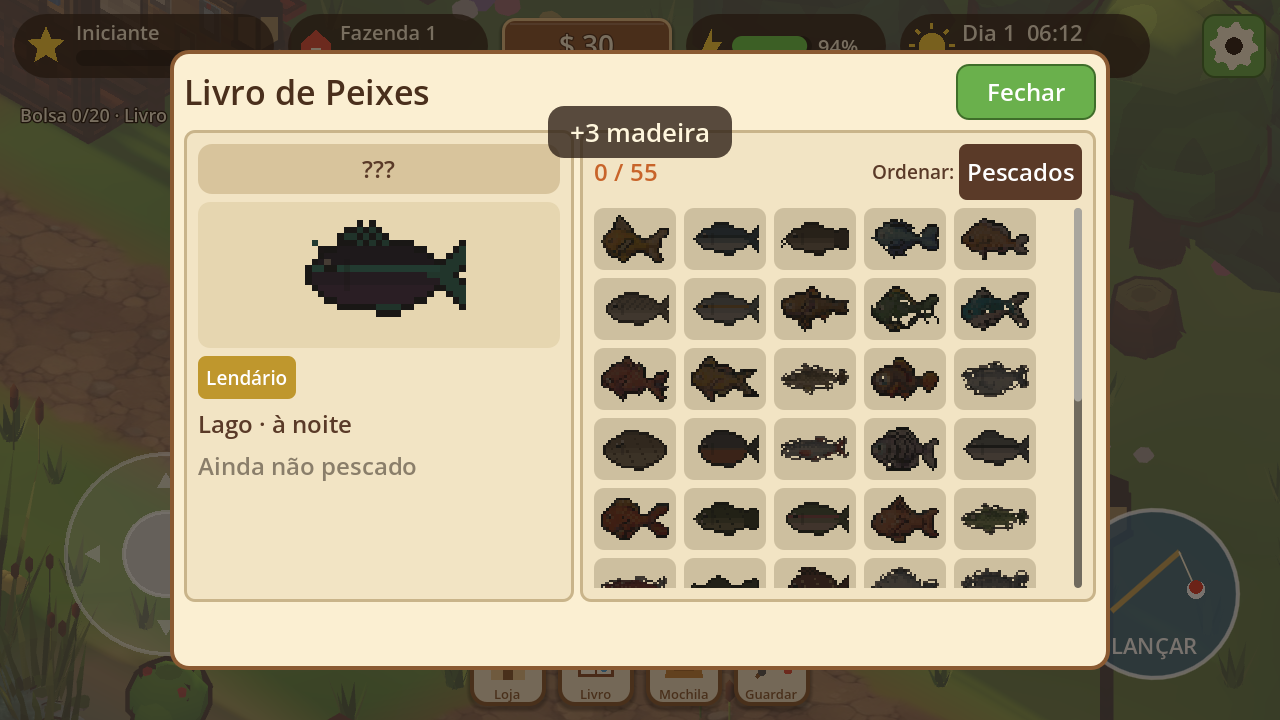 Iniciante
Fazenda 1
$ 30
94%
Dia 1 06:12
Bolsa 0/20 · Livro
Livro de Peixes
Fechar
+3 madeira
???
0 / 55
Ordenar:
Pescados
Lendário
Lago · à noite
Ainda não pescado
LANÇAR
Loja
Livro
Mochila
Guardar